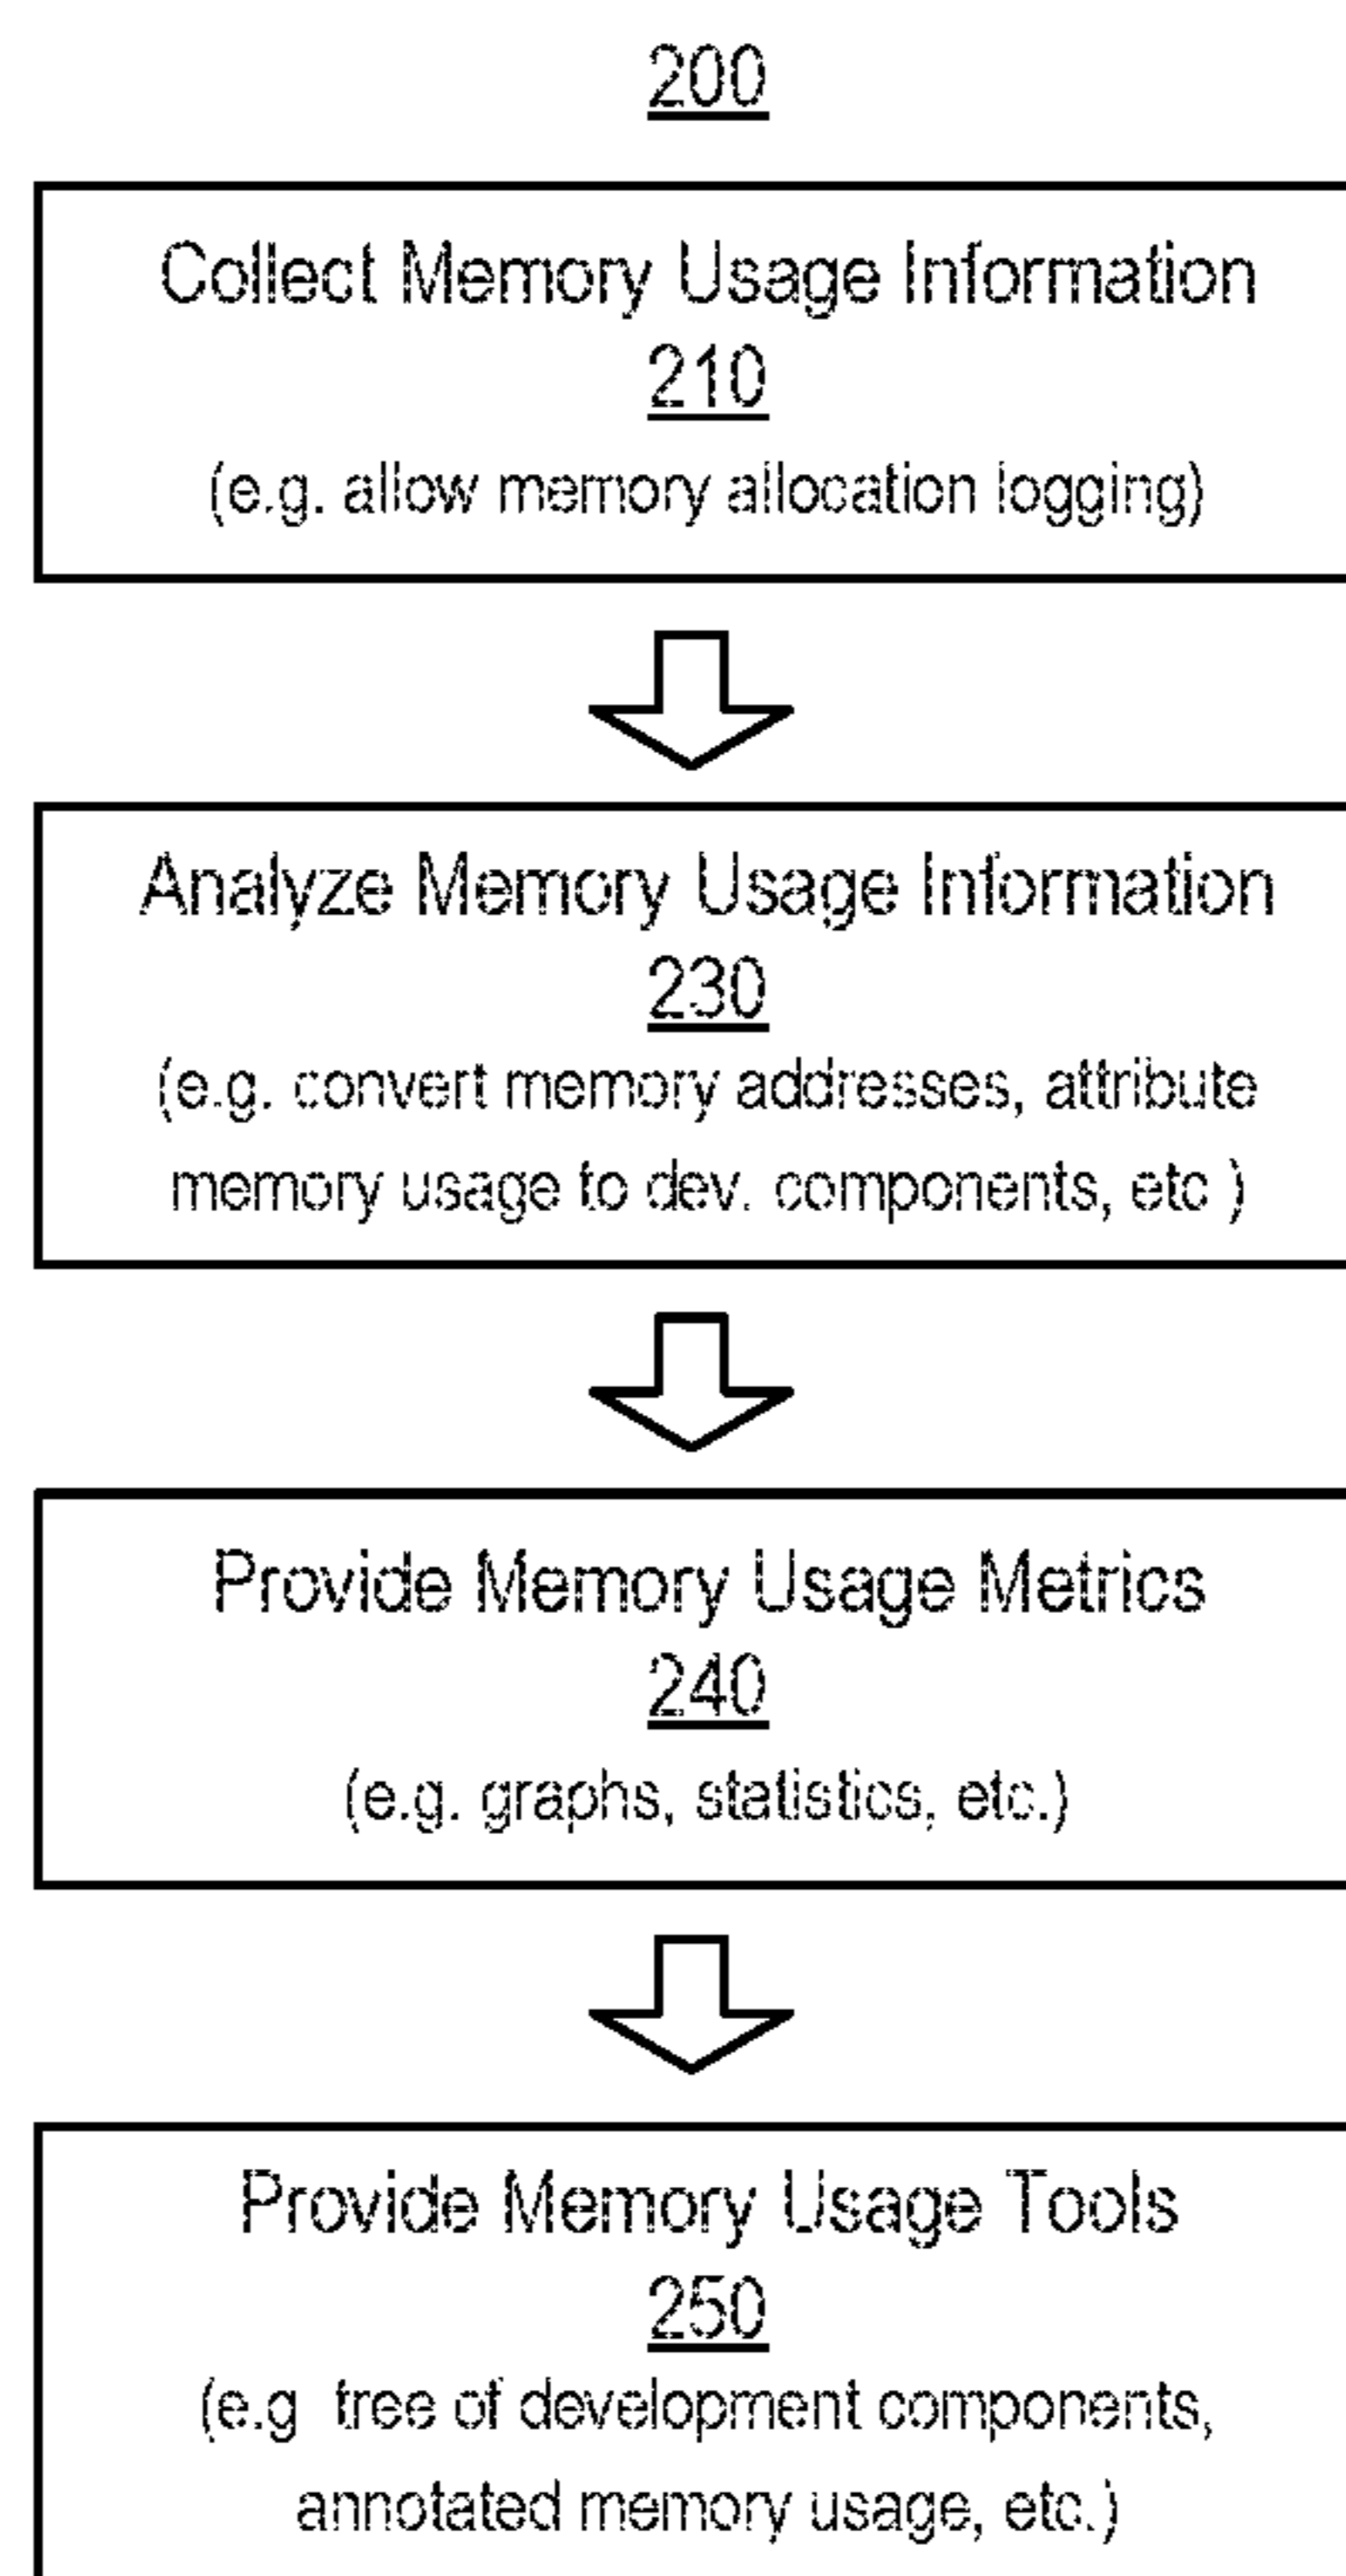 200
Collect Memory Usage Information
210
(e.g. allow memory allocation logging)
Analyze Memory Usage Information
230
(e.g. convert memory addresses, attribute
memory usage to dev. components, etc )
Provide Memory Usage Metrics
240
(e.g. graphs, statistics, etc.)
Provide Memory Usage Tools
250
(e.g  tree of development components,
annotated memory usage, etc.)